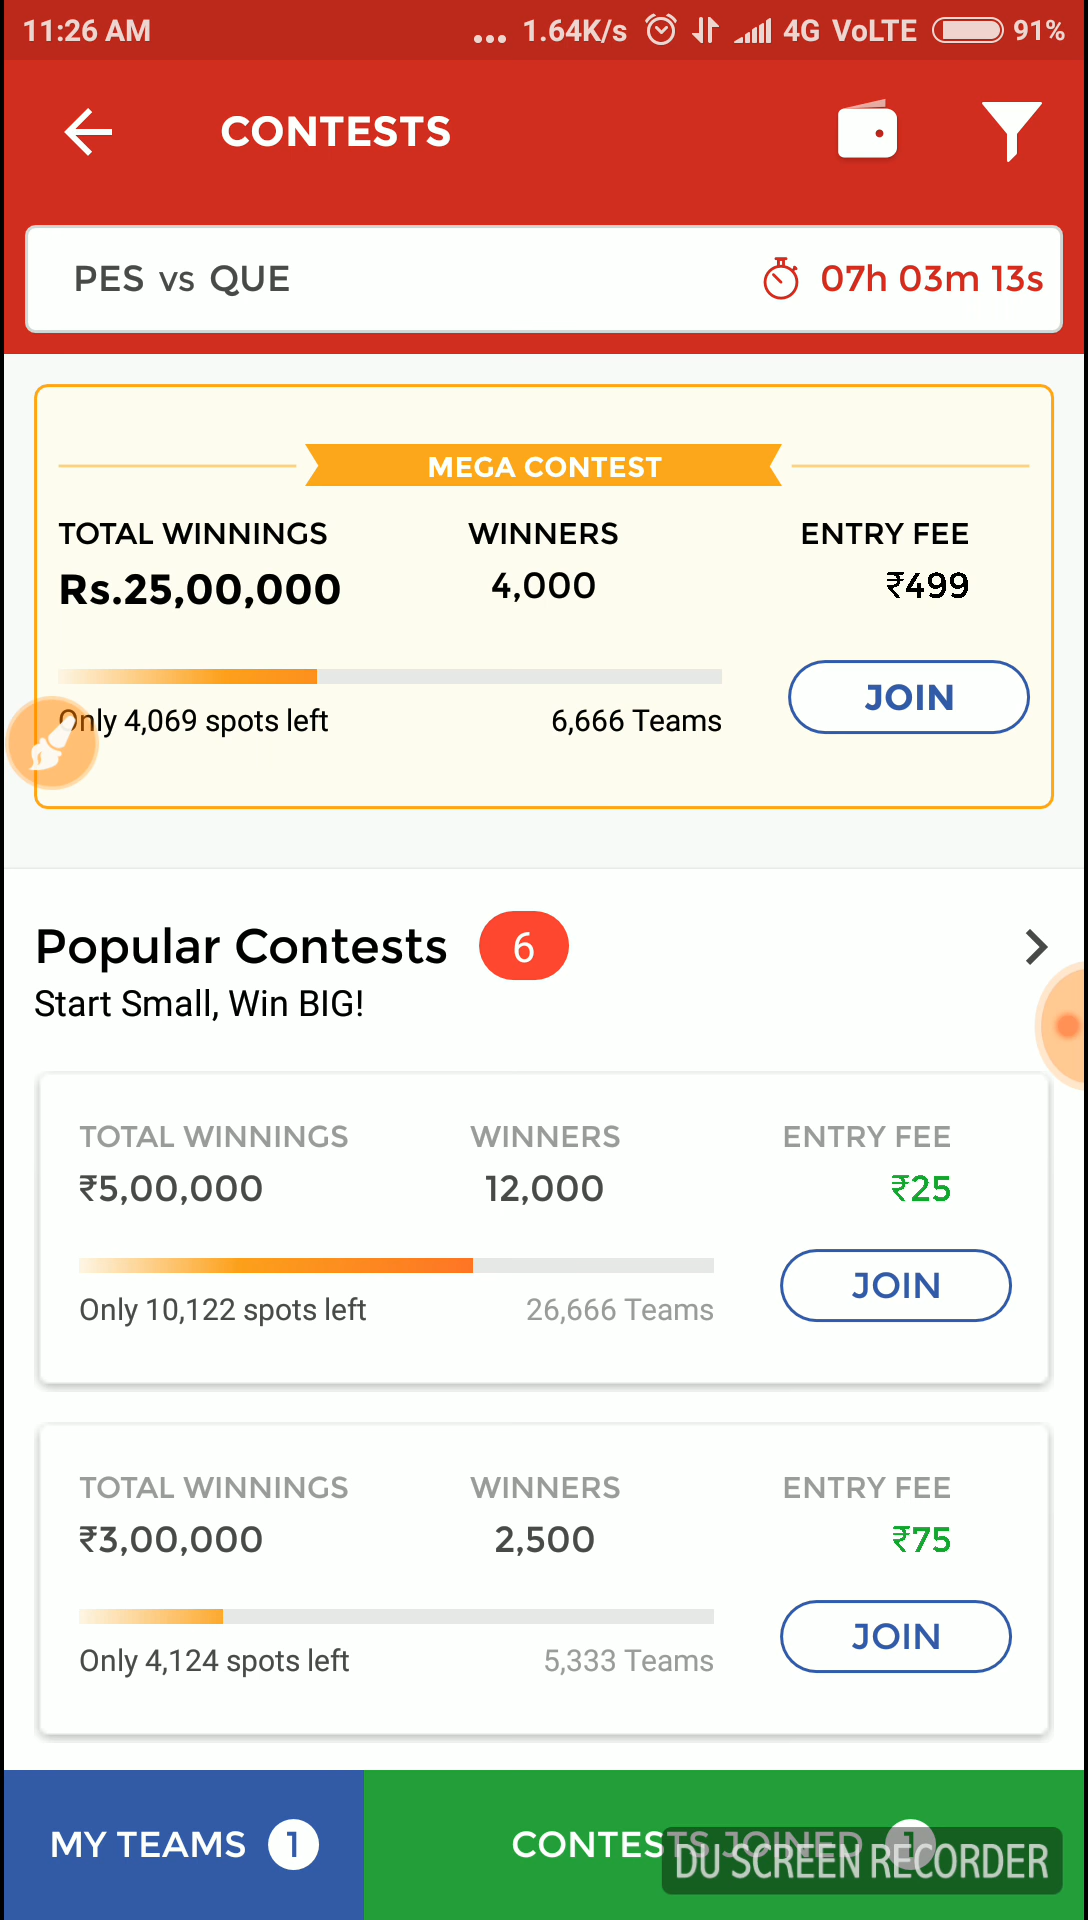 11:26 AM ... 1.64K/s 4G VoLTE 91%
CONTESTS
PES vs QUE 07h 03m 13s
MEGA CONTEST
TOTAL WINNINGS WINNERS ENTRY FEE
Rs.25,00,000 4,000 ₹499
JOIN
Only 4,069 spots left 6,666 Teams
Popular Contests 6
Start Small, Win BIG!
TOTAL WINNINGS WINNERS ENTRY FEE
₹5,00,000 12,000 ₹25
JOIN
Only 10,122 spots left 26,666 Teams
TOTAL WINNINGS WINNERS ENTRY FEE
₹3,00,000 2,500 ₹75
JOIN
Only 4,124 spots left 5,333 Teams
MY TEAMS 1 CONTESTS JOINED 1
DU SCREEN RECORDER